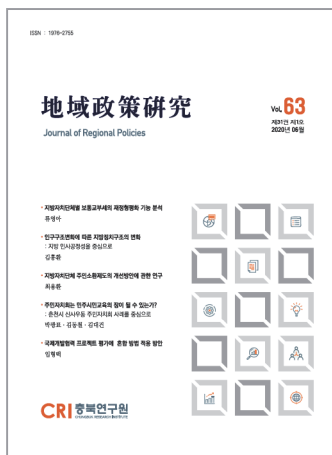 ISSN : 1976-2755
地域政策研究
Journal of Regional Policies
Vol. 63
제31권 제1호
2020년 06월
• 지방자치단체별 보통교부세의 재정형평화 기능 분석
류영아
• 인구구조변화에 따른 지방정치구조의 변화
: 지방 인사공정성을 중심으로
김흥환
• 지방자치단체 주민소환제도의 개선방안에 관한 연구
최용환
• 주민자치회는 민주시민교육의 장이 될 수 있는가?
: 춘천시 신사우동 주민자치회 사례를 중심으로
박광표 · 김동철 · 김대건
• 국제개발협력 프로젝트 평가에 혼합 방법 적용 방안
임형백
CRI 충북연구원
CHUNGBUK RESEARCH INSTITUTE